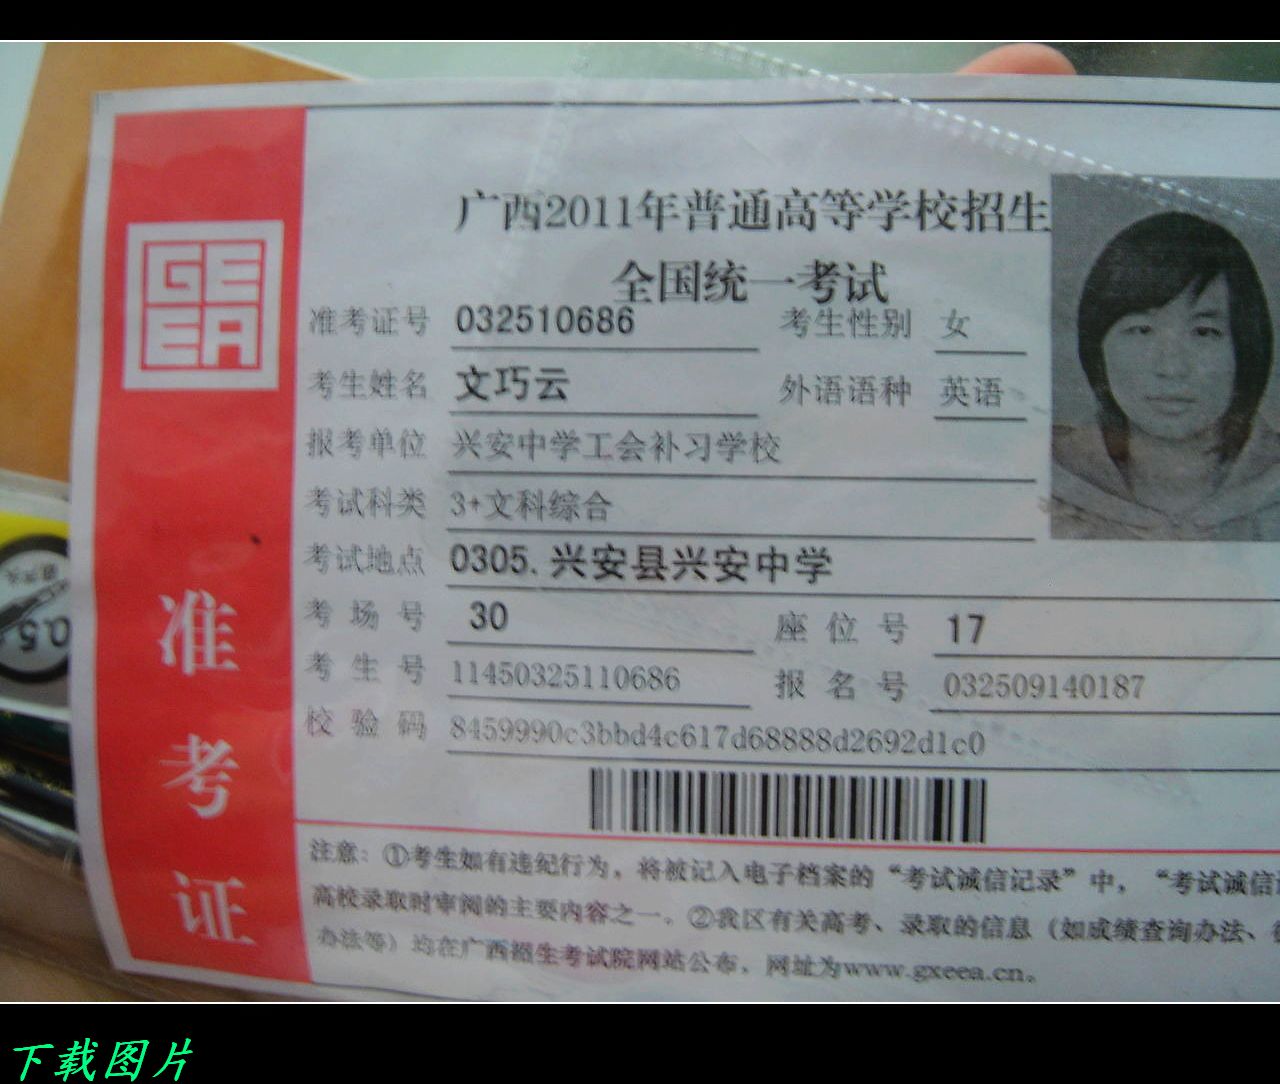 广西2011年普通高等学校招生
全国统一考试
GEEA
准考证
准考证号 032510686 考生性别 女
考生姓名 文巧云 外语语种 英语
报考单位 兴安中学工会补习学校
考试科类 3+文科综合
考试地点 0305. 兴安县兴安中学
考场号 30 座位号 17
考生号 11450325110686 报名号 032509140187
校验码 8459990c3bbd4c617d68888d2692d1c0
注意：①考生如有违纪行为，将被记入电子档案的“考试诚信记录”中，“考试诚信
高校录取时审阅的主要内容之一。②我区有关高考、录取的信息（如成绩查询办法、
办法等）均在广西招生考试院网站公布，网址为www.gxeea.cn。
0.5
下载图片